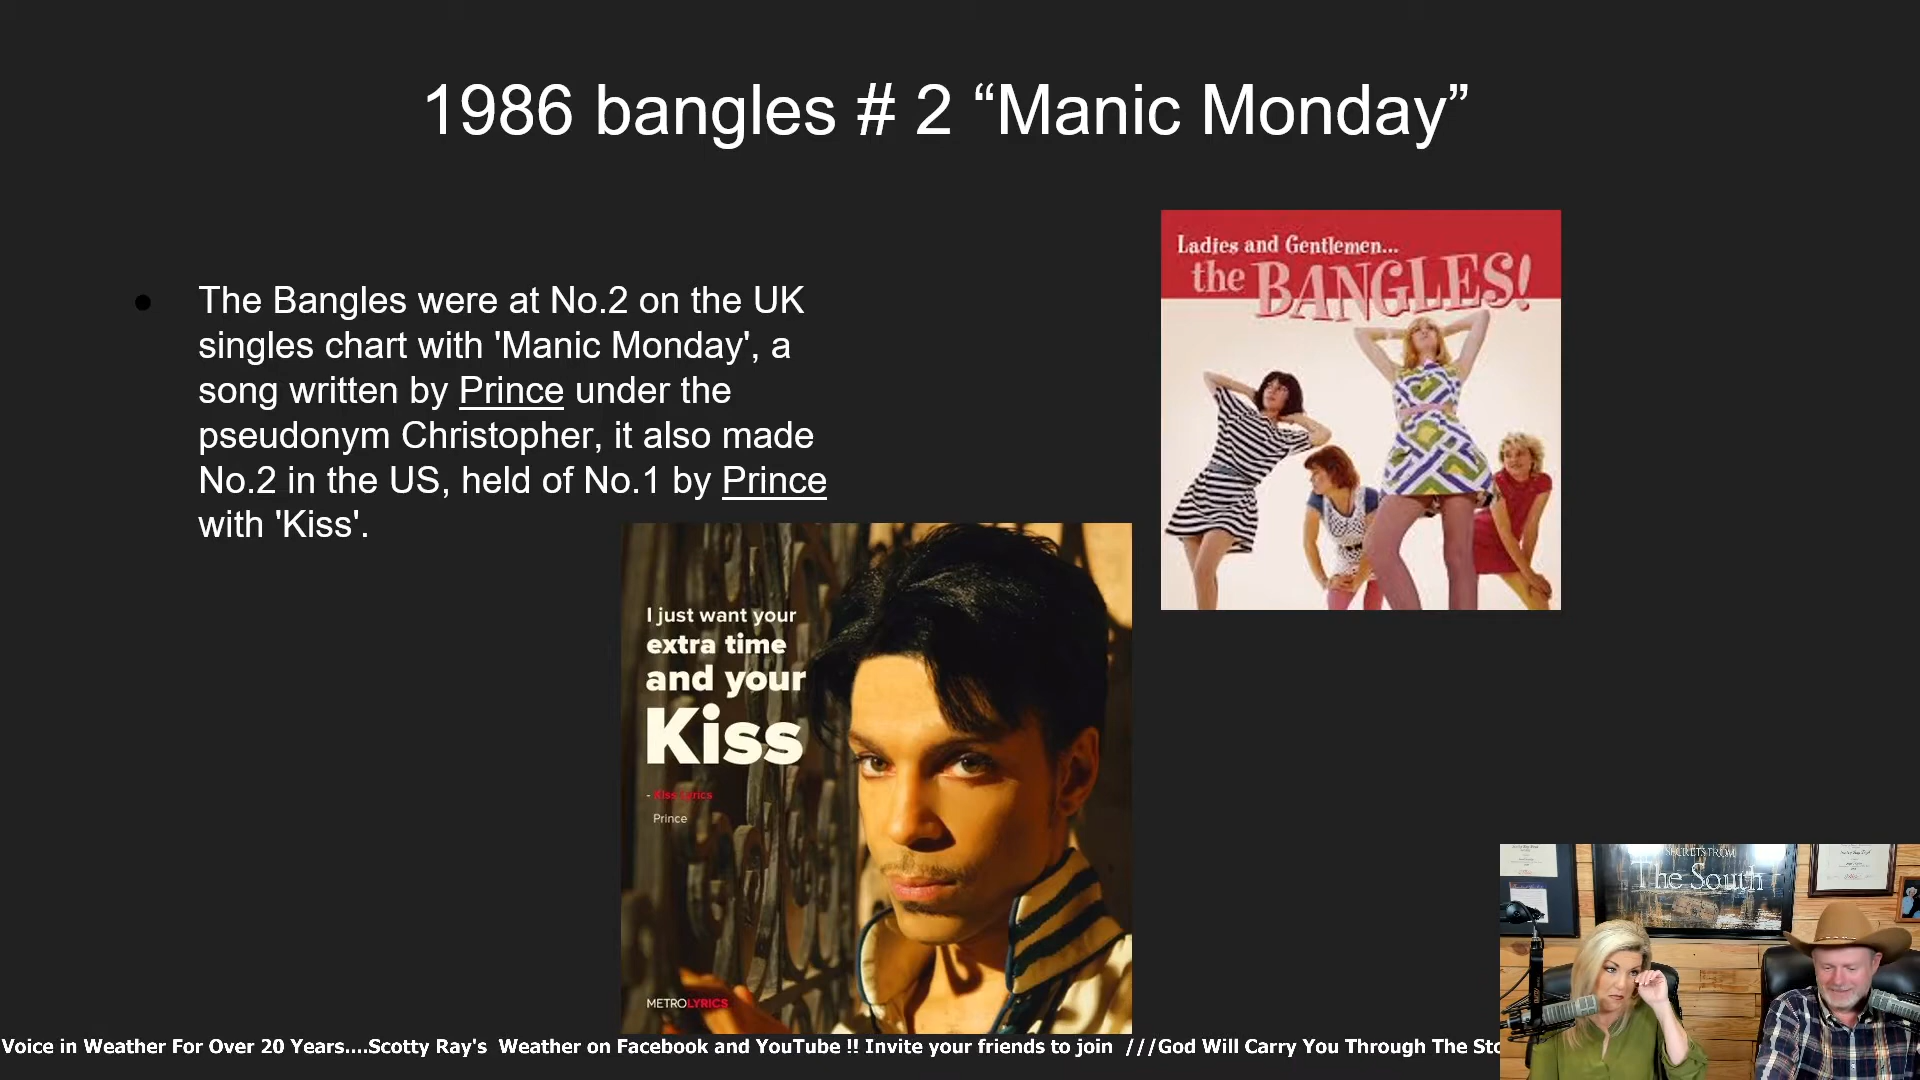 1986 bangles # 2 “Manic Monday”
The Bangles were at No.2 on the UK
singles chart with 'Manic Monday', a
song written by Prince under the
pseudonym Christopher, it also made
No.2 in the US, held of No.1 by Prince
with 'Kiss'.
Ladies and Gentlemen...
the BANGLES!
I just want your
extra time
and your
Kiss
- Kiss Lyrics
Prince
METROLYRICS
SECRETS FROM
The South
Voice in Weather For Over 20 Years....Scotty Ray's Weather on Facebook and YouTube !! Invite your friends to join ///God Will Carry You Through The Sto